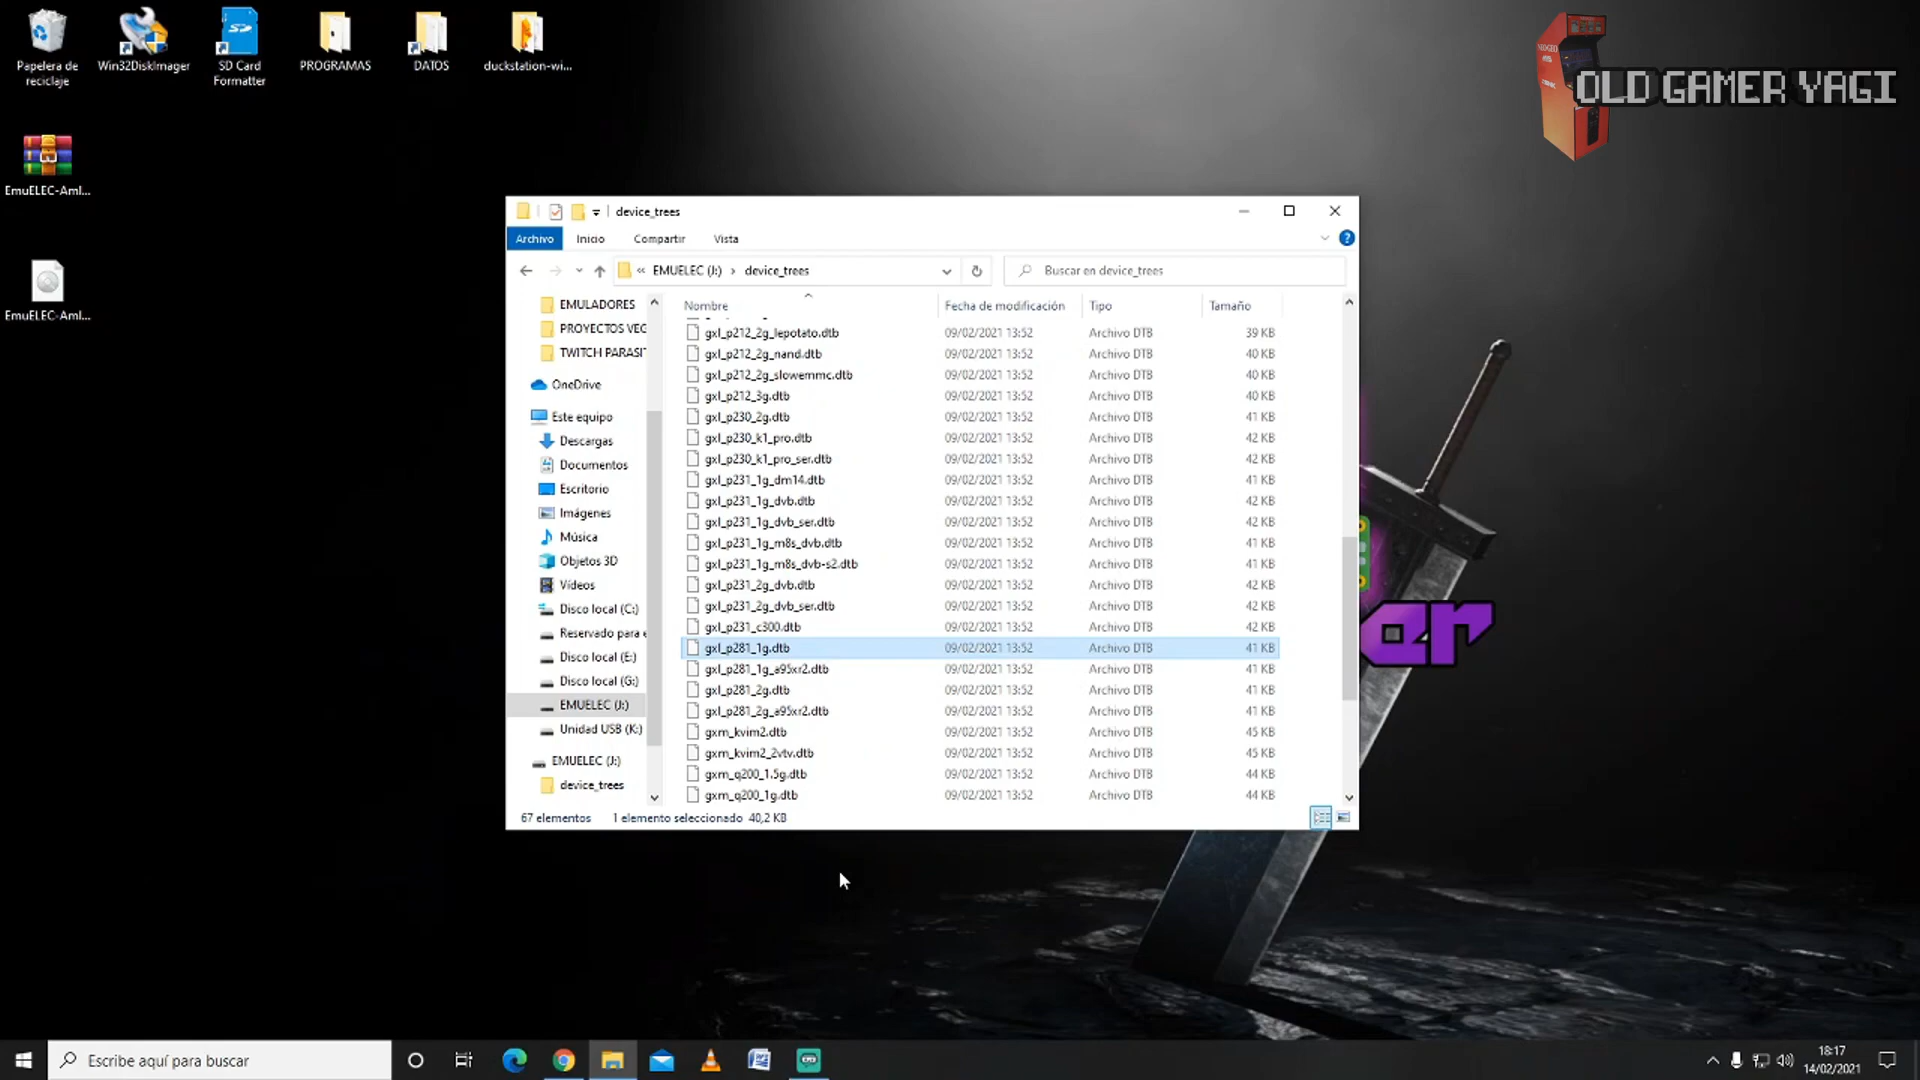 Papelera de reciclaje
Win32DiskImager
SD Card Formatter
PROGRAMAS
DATOS
duckstation-wi...
OLD GAMER YAGI
EmuELEC-Aml...
EmuELEC-Aml...
device_trees
Archivo
Inicio
Compartir
Vista
« EMUELEC (J:) › device_trees
Buscar en device_trees
EMULADORES
PROYECTOS VEG
TWITCH PARASIT
OneDrive
Este equipo
Descargas
Documentos
Escritorio
Imágenes
Música
Objetos 3D
Vídeos
Disco local (C:)
Reservado para e
Disco local (E:)
Disco local (G:)
EMUELEC (J:)
Unidad USB (K:)
EMUELEC (J:)
device_trees
Nombre Fecha de modificación Tipo Tamaño
gxl_p212_2g_lepotato.dtb 09/02/2021 13:52 Archivo DTB 39 KB
gxl_p212_2g_nand.dtb 09/02/2021 13:52 Archivo DTB 40 KB
gxl_p212_2g_slowemmc.dtb 09/02/2021 13:52 Archivo DTB 40 KB
gxl_p212_3g.dtb 09/02/2021 13:52 Archivo DTB 40 KB
gxl_p230_2g.dtb 09/02/2021 13:52 Archivo DTB 41 KB
gxl_p230_k1_pro.dtb 09/02/2021 13:52 Archivo DTB 42 KB
gxl_p230_k1_pro_ser.dtb 09/02/2021 13:52 Archivo DTB 42 KB
gxl_p231_1g_dm14.dtb 09/02/2021 13:52 Archivo DTB 41 KB
gxl_p231_1g_dvb.dtb 09/02/2021 13:52 Archivo DTB 42 KB
gxl_p231_1g_dvb_ser.dtb 09/02/2021 13:52 Archivo DTB 42 KB
gxl_p231_1g_m8s_dvb.dtb 09/02/2021 13:52 Archivo DTB 41 KB
gxl_p231_1g_m8s_dvb-s2.dtb 09/02/2021 13:52 Archivo DTB 41 KB
gxl_p231_2g_dvb.dtb 09/02/2021 13:52 Archivo DTB 42 KB
gxl_p231_2g_dvb_ser.dtb 09/02/2021 13:52 Archivo DTB 42 KB
gxl_p231_c300.dtb 09/02/2021 13:52 Archivo DTB 42 KB
gxl_p281_1g.dtb 09/02/2021 13:52 Archivo DTB 41 KB
gxl_p281_1g_a95xr2.dtb 09/02/2021 13:52 Archivo DTB 41 KB
gxl_p281_2g.dtb 09/02/2021 13:52 Archivo DTB 41 KB
gxl_p281_2g_a95xr2.dtb 09/02/2021 13:52 Archivo DTB 41 KB
gxm_kvim2.dtb 09/02/2021 13:52 Archivo DTB 45 KB
gxm_kvim2_2vtv.dtb 09/02/2021 13:52 Archivo DTB 45 KB
gxm_q200_1.5g.dtb 09/02/2021 13:52 Archivo DTB 44 KB
gxm_q200_1g.dtb 09/02/2021 13:52 Archivo DTB 44 KB
67 elementos 1 elemento seleccionado 40,2 KB
er
Escribe aquí para buscar
18:17
14/02/2021